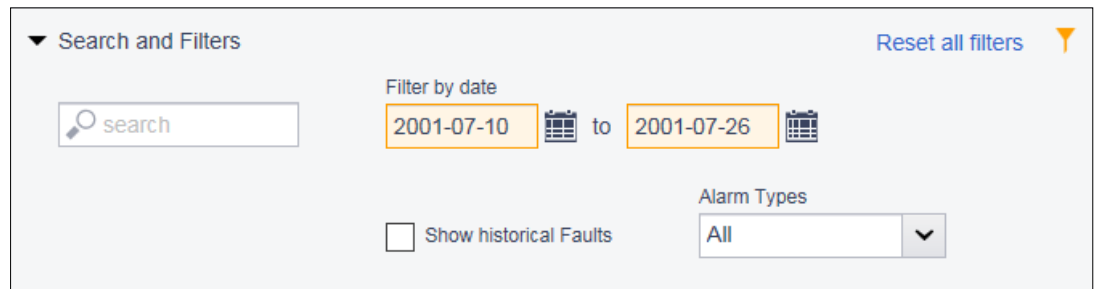 Search and Filters Reset all filters
Filter by date
search 2001-07-10 to 2001-07-26
Alarm Types
Show historical Faults All